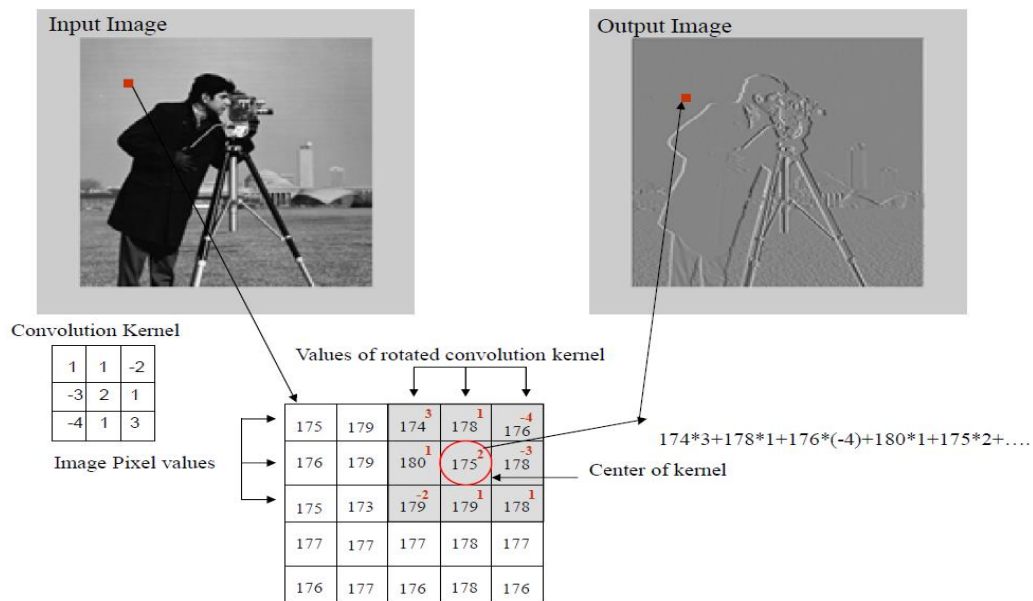 Input Image
Output Image
Convolution Kernel
1 1 -2
-3 2 1
-4 1 3
Values of rotated convolution kernel
Image Pixel values
175 179 174 3 178 1 176 -4
176 179 180 1 175 2 178 -3
175 173 179 -2 179 1 178 1
177 177 177 178 177
176 177 176 178 176
174*3+178*1+176*(-4)+180*1+175*2+....
Center of kernel